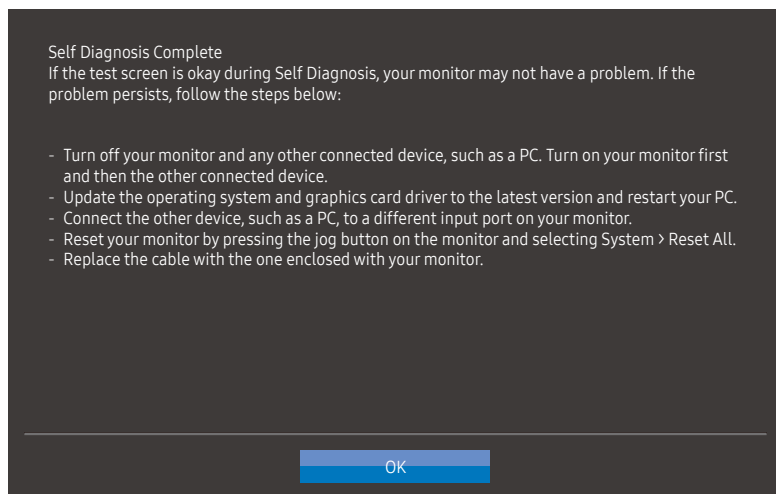 Self Diagnosis Complete
If the test screen is okay during Self Diagnosis, your monitor may not have a problem. If the
problem persists, follow the steps below:
- Turn off your monitor and any other connected device, such as a PC. Turn on your monitor first
and then the other connected device.
- Update the operating system and graphics card driver to the latest version and restart your PC.
- Connect the other device, such as a PC, to a different input port on your monitor.
- Reset your monitor by pressing the jog button on the monitor and selecting System > Reset All.
- Replace the cable with the one enclosed with your monitor.
OK